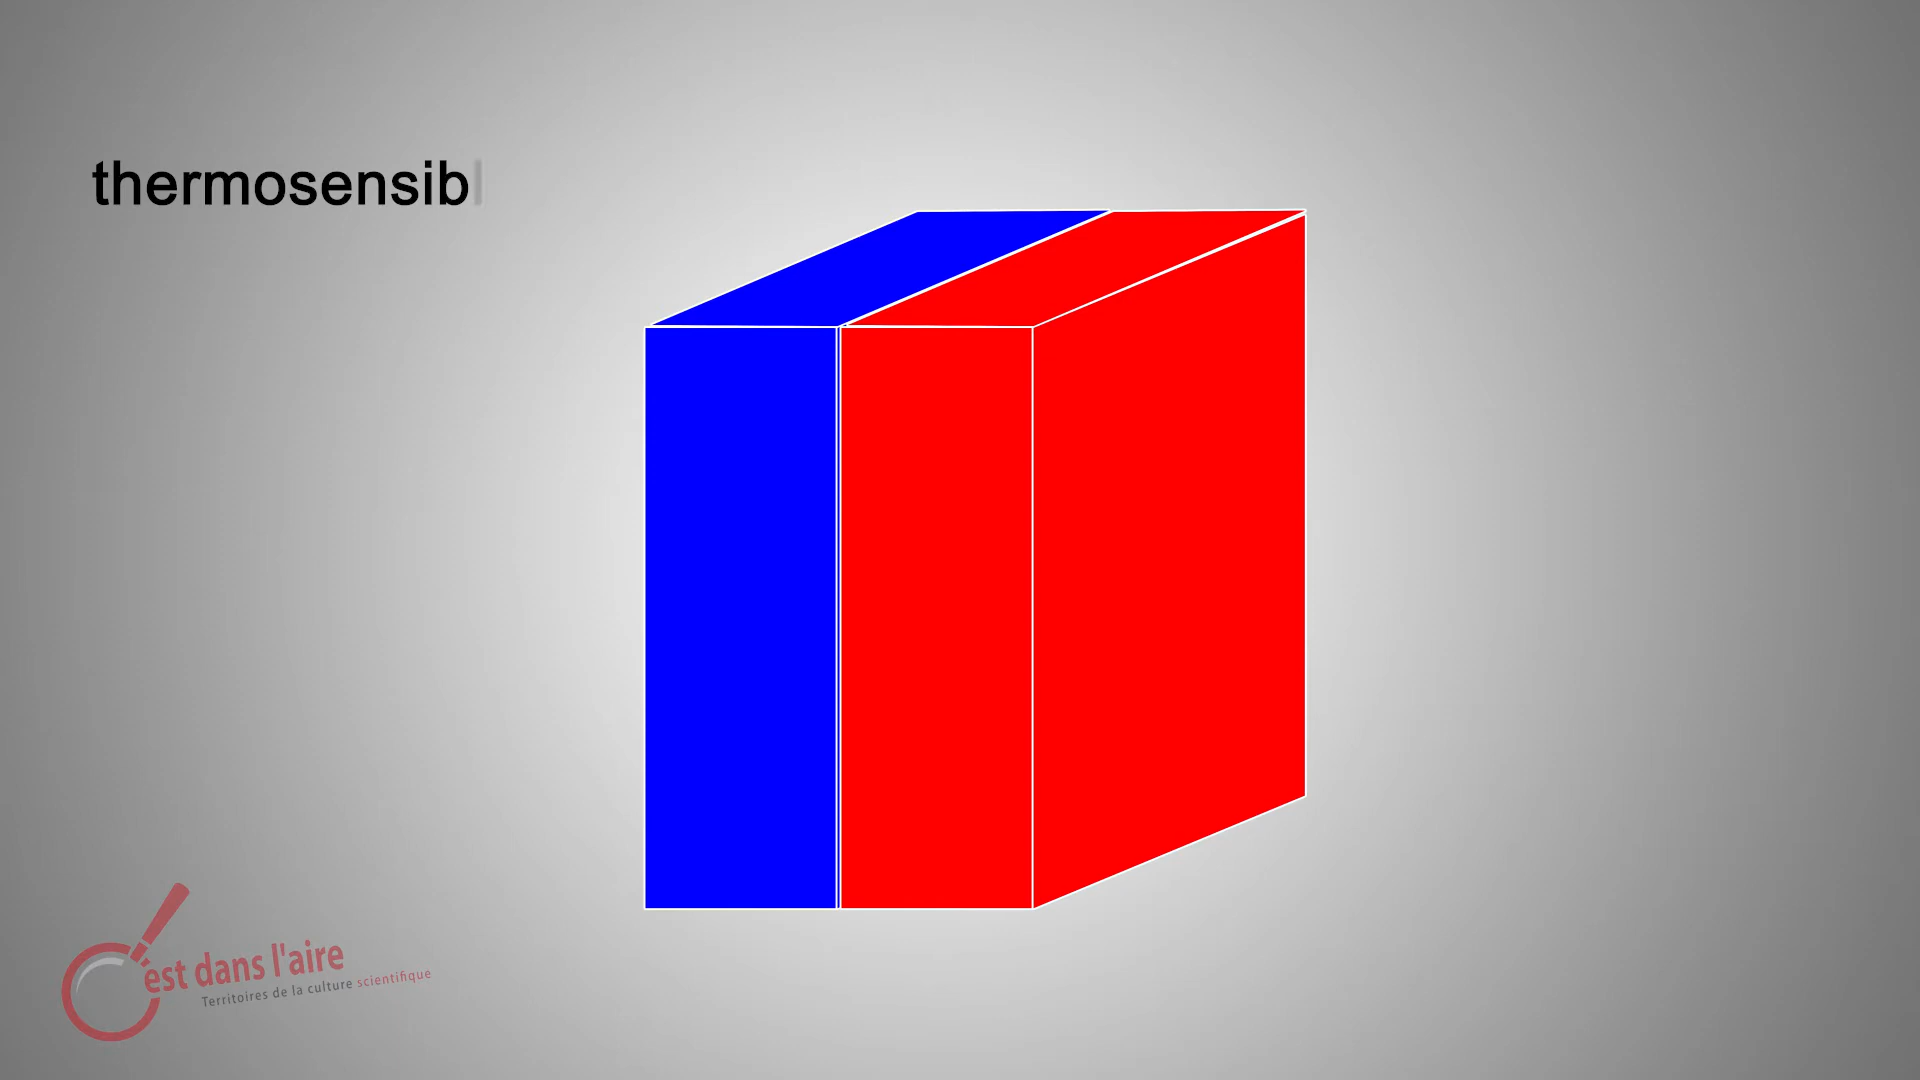 thermosensibl
C'est dans l'aire
Territoires de la culture scientifique